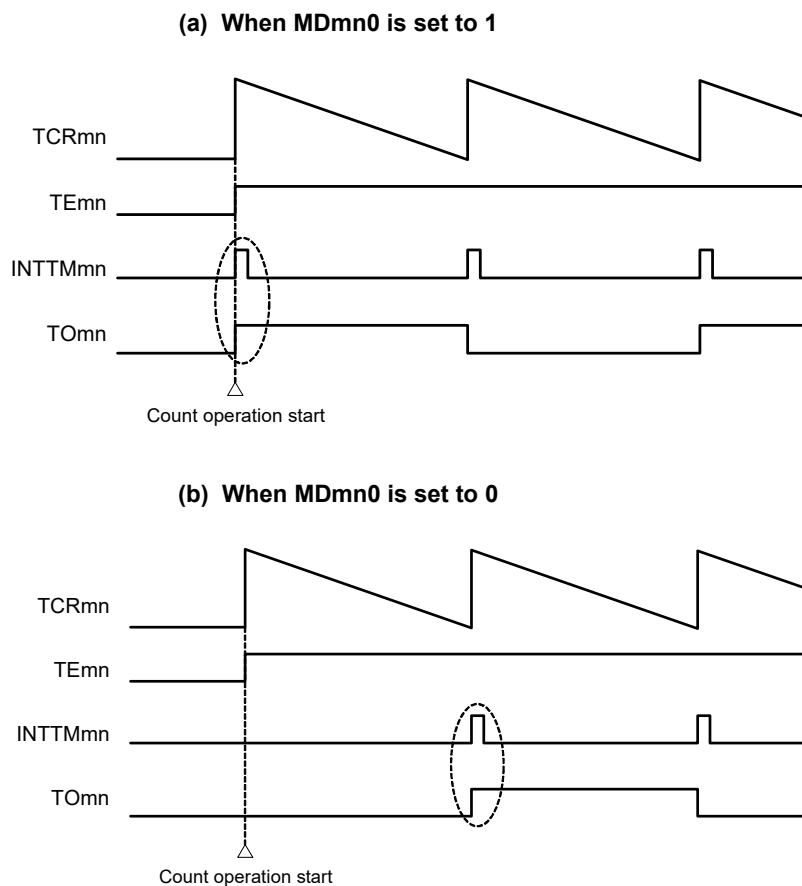 (a) When MDmn0 is set to 1
TCRmn
TEmn
INTTMmn
TOmn
Count operation start
(b) When MDmn0 is set to 0
TCRmn
TEmn
INTTMmn
TOmn
Count operation start